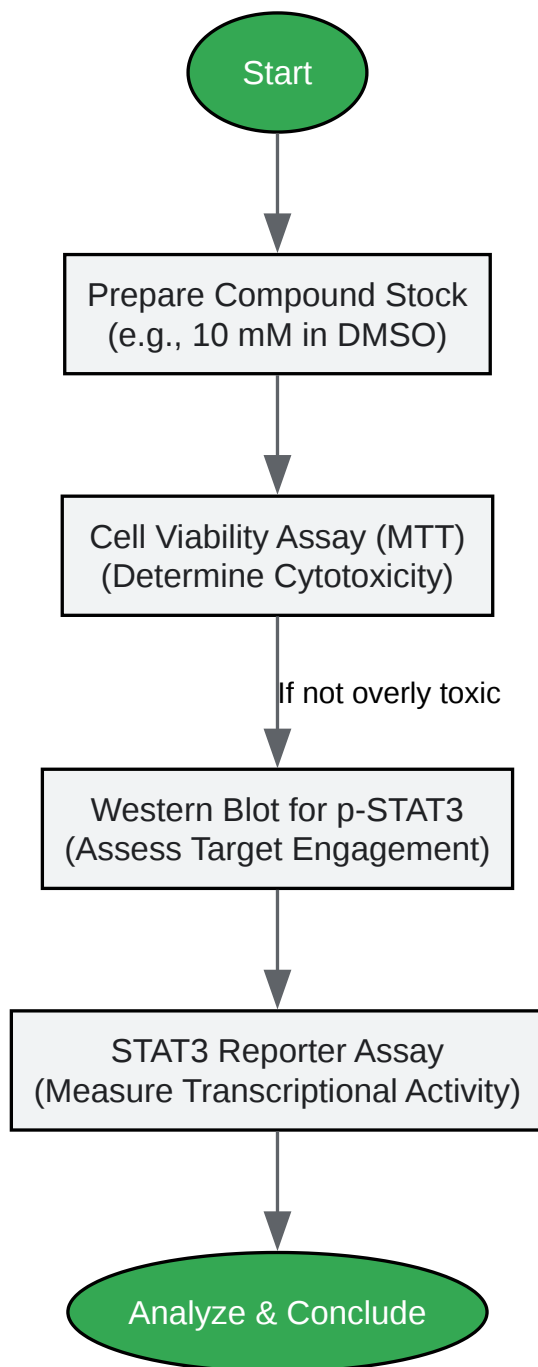 Start
Prepare Compound Stock
(e.g., 10 mM in DMSO)
Cell Viability Assay (MTT)
(Determine Cytotoxicity)
If not overly toxic
Western Blot for p-STAT3
(Assess Target Engagement)
STAT3 Reporter Assay
(Measure Transcriptional Activity)
Analyze & Conclude